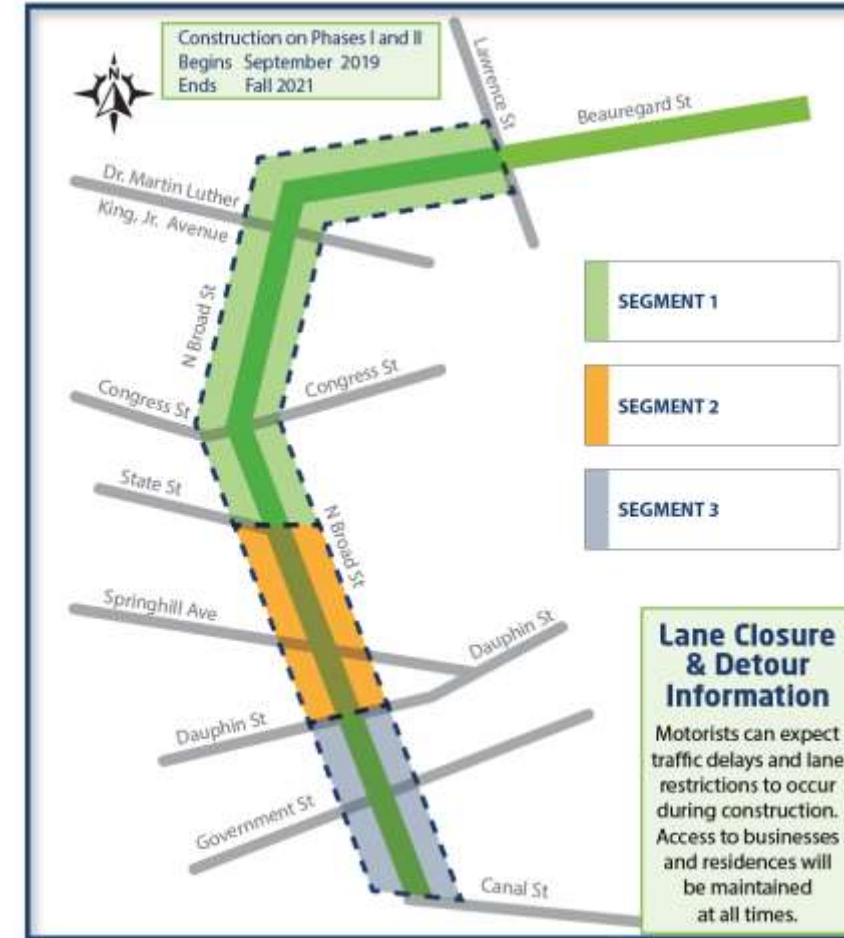 Construction on Phases I and II
Begins September 2019
Ends Fall 2021
N
Lawrence St
Beauregard St
Dr. Martin Luther
King, Jr. Avenue
N Broad St
Congress St
Congress St
State St
N Broad St
Springhill Ave
Dauphin St
Dauphin St
Government St
Canal St
SEGMENT 1
SEGMENT 2
SEGMENT 3
Lane Closure
& Detour
Information
Motorists can expect
traffic delays and lane
restrictions to occur
during construction.
Access to businesses
and residences will
be maintained
at all times.